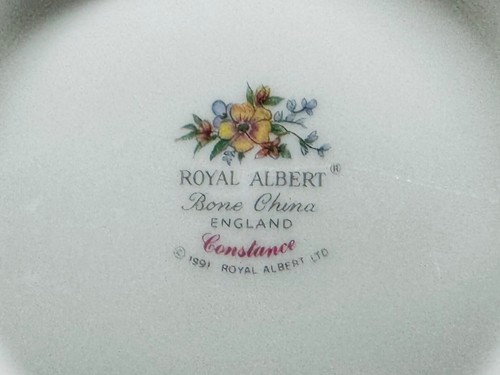 ROYAL ALBERT®
Bone China
ENGLAND
Constance
© 1991 ROYAL ALBERT LTD